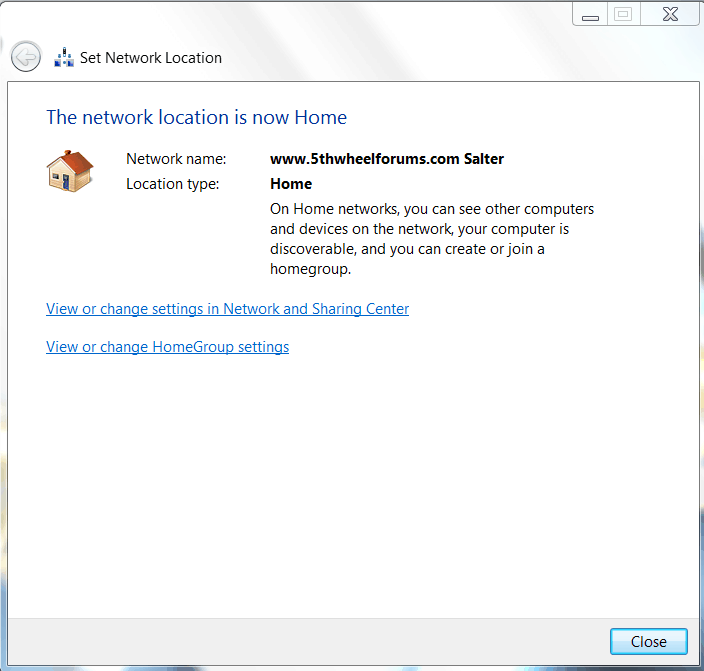 Set Network Location
The network location is now Home
Network name: www.5thwheelforums.com Salter
Location type: Home
On Home networks, you can see other computers
and devices on the network, your computer is
discoverable, and you can create or join a
homegroup.
View or change settings in Network and Sharing Center
View or change HomeGroup settings
Close